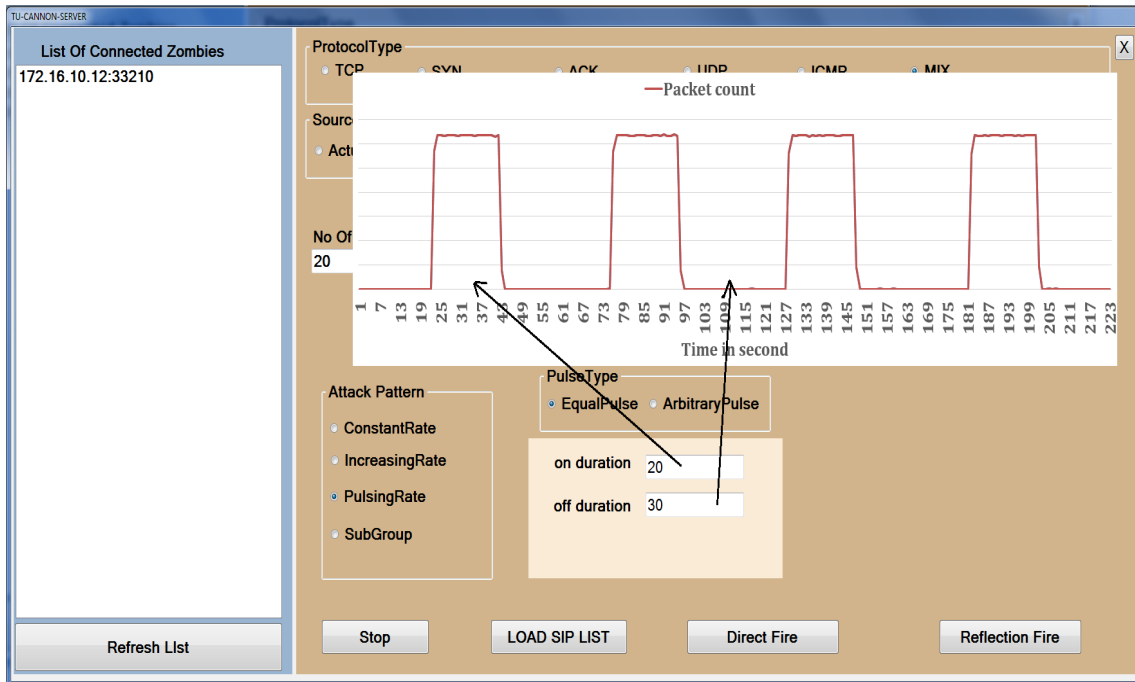 TU-CANNON-SERVER
List Of Connected Zombies
172.16.10.12:33210
Refresh LIst
ProtocolType
X
TCP SYN ACK UDP ICMP MIX
Packet count
No Of
20
1 7 13 19 25 31 37 43 49 55 61 67 73 79 85 91 97 103 109 115 121 127 133 139 145 151 157 163 169 175 181 187 193 199 205 211 217 223
Time in second
Attack Pattern
ConstantRate
IncreasingRate
PulsingRate
SubGroup
PulseType
EqualPulse ArbitraryPulse
on duration 20
off duration 30
Stop LOAD SIP LIST Direct Fire Reflection Fire